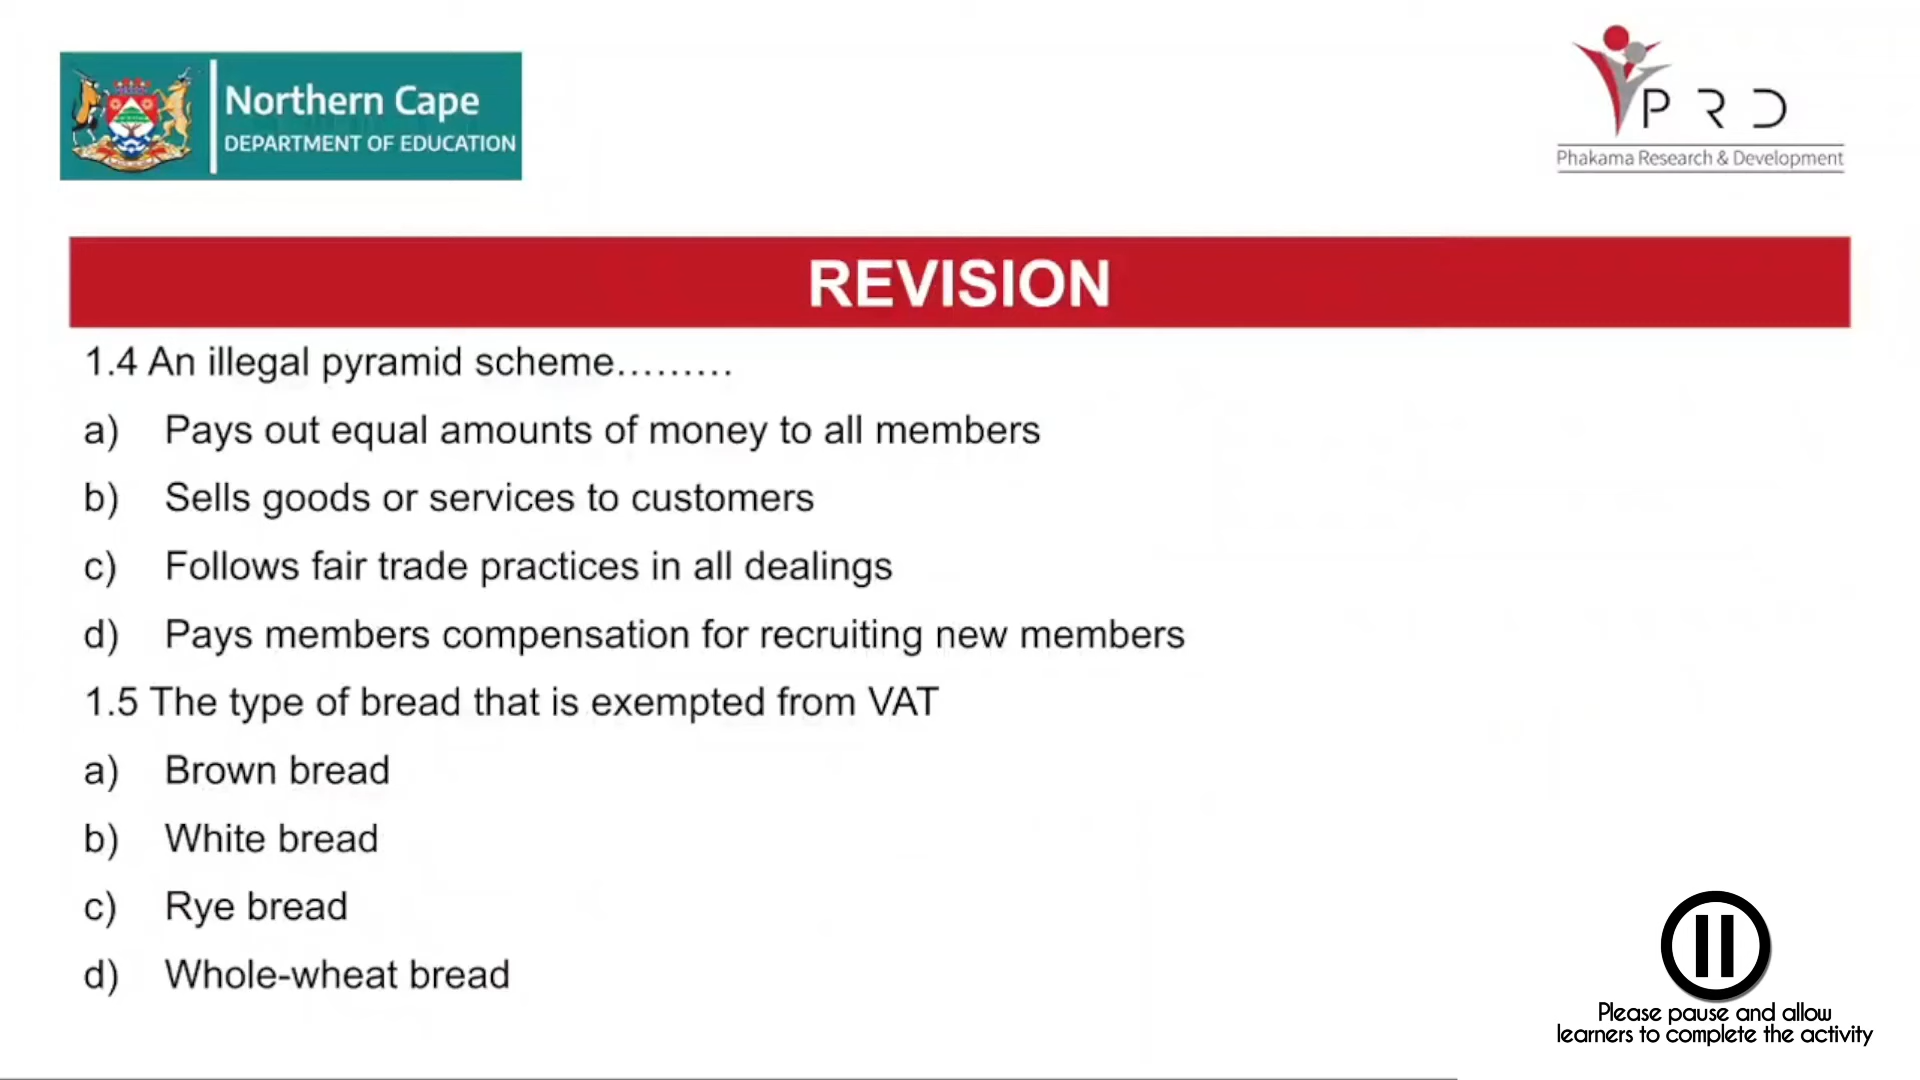 Northern Cape
DEPARTMENT OF EDUCATION
PRD
Phakama Research & Development
REVISION
1.4 An illegal pyramid scheme.........
a) Pays out equal amounts of money to all members
b) Sells goods or services to customers
c) Follows fair trade practices in all dealings
d) Pays members compensation for recruiting new members
1.5 The type of bread that is exempted from VAT
a) Brown bread
b) White bread
c) Rye bread
d) Whole-wheat bread
Please pause and allow
learners to complete the activity